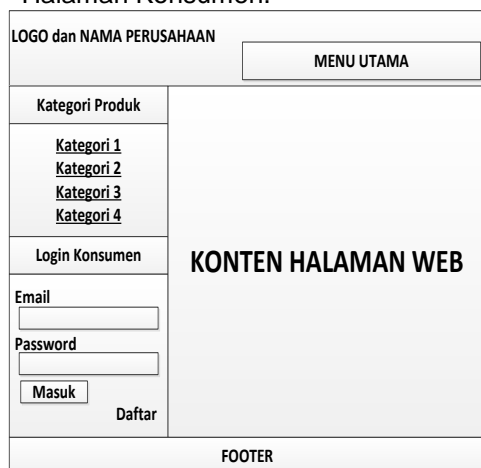 Halaman Konsumen.
LOGO dan NAMA PERUSAHAAN
MENU UTAMA
Kategori Produk
Kategori 1
Kategori 2
Kategori 3
Kategori 4
Login Konsumen
Email
Password
Masuk
Daftar
KONTEN HALAMAN WEB
FOOTER